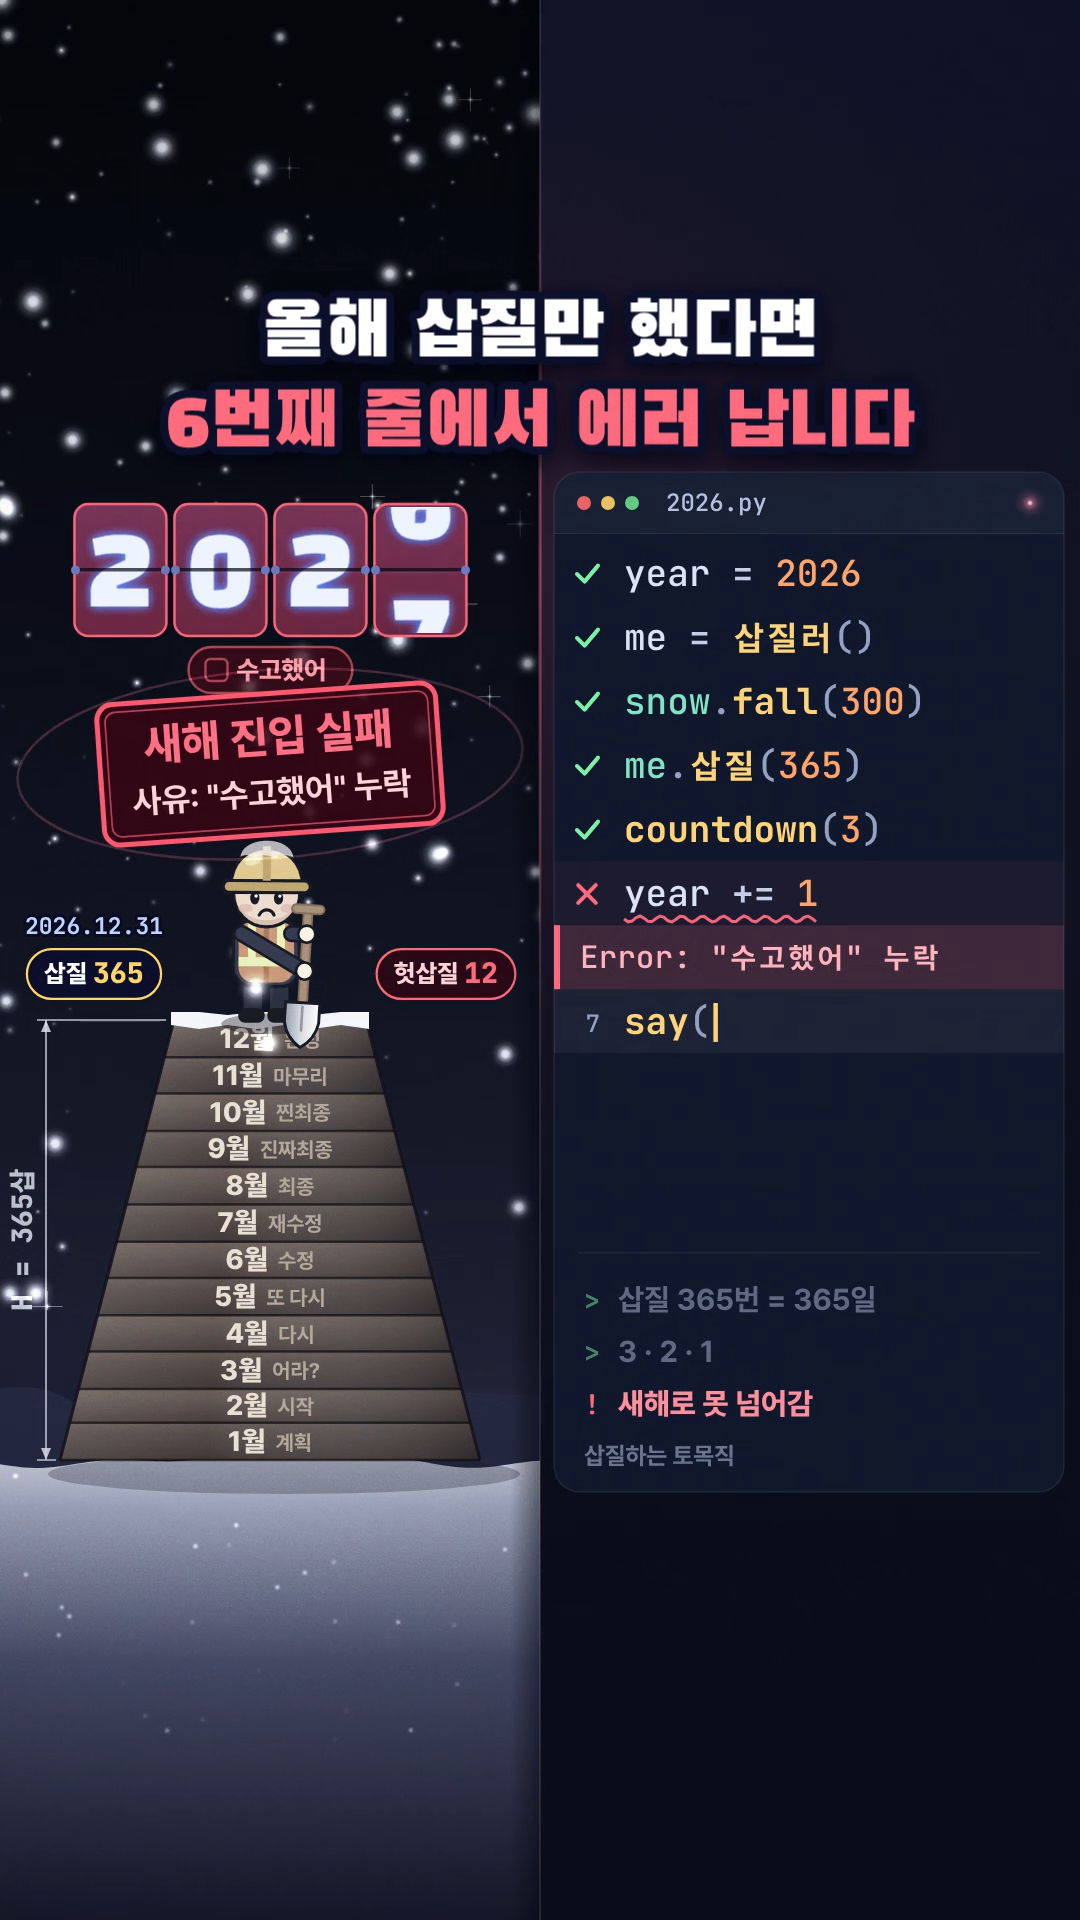 올해 삽질만 했다면
6번째 줄에서 에러 납니다
202
수고했어
새해 진입 실패
사유: "수고했어" 누락
2026.12.31
삽질 365
헛삽질 12
H = 365삽
12월
11월 마무리
10월 찐최종
9월 진짜최종
8월 최종
7월 재수정
6월 수정
5월 또 다시
4월 다시
3월 어라?
2월 시작
1월 계획
2026.py
year = 2026
me = 삽질러()
snow.fall(300)
me.삽질(365)
countdown(3)
year += 1
Error: "수고했어" 누락
7 say(
> 삽질 365번 = 365일
> 3 · 2 · 1
! 새해로 못 넘어감
삽질하는 토목직